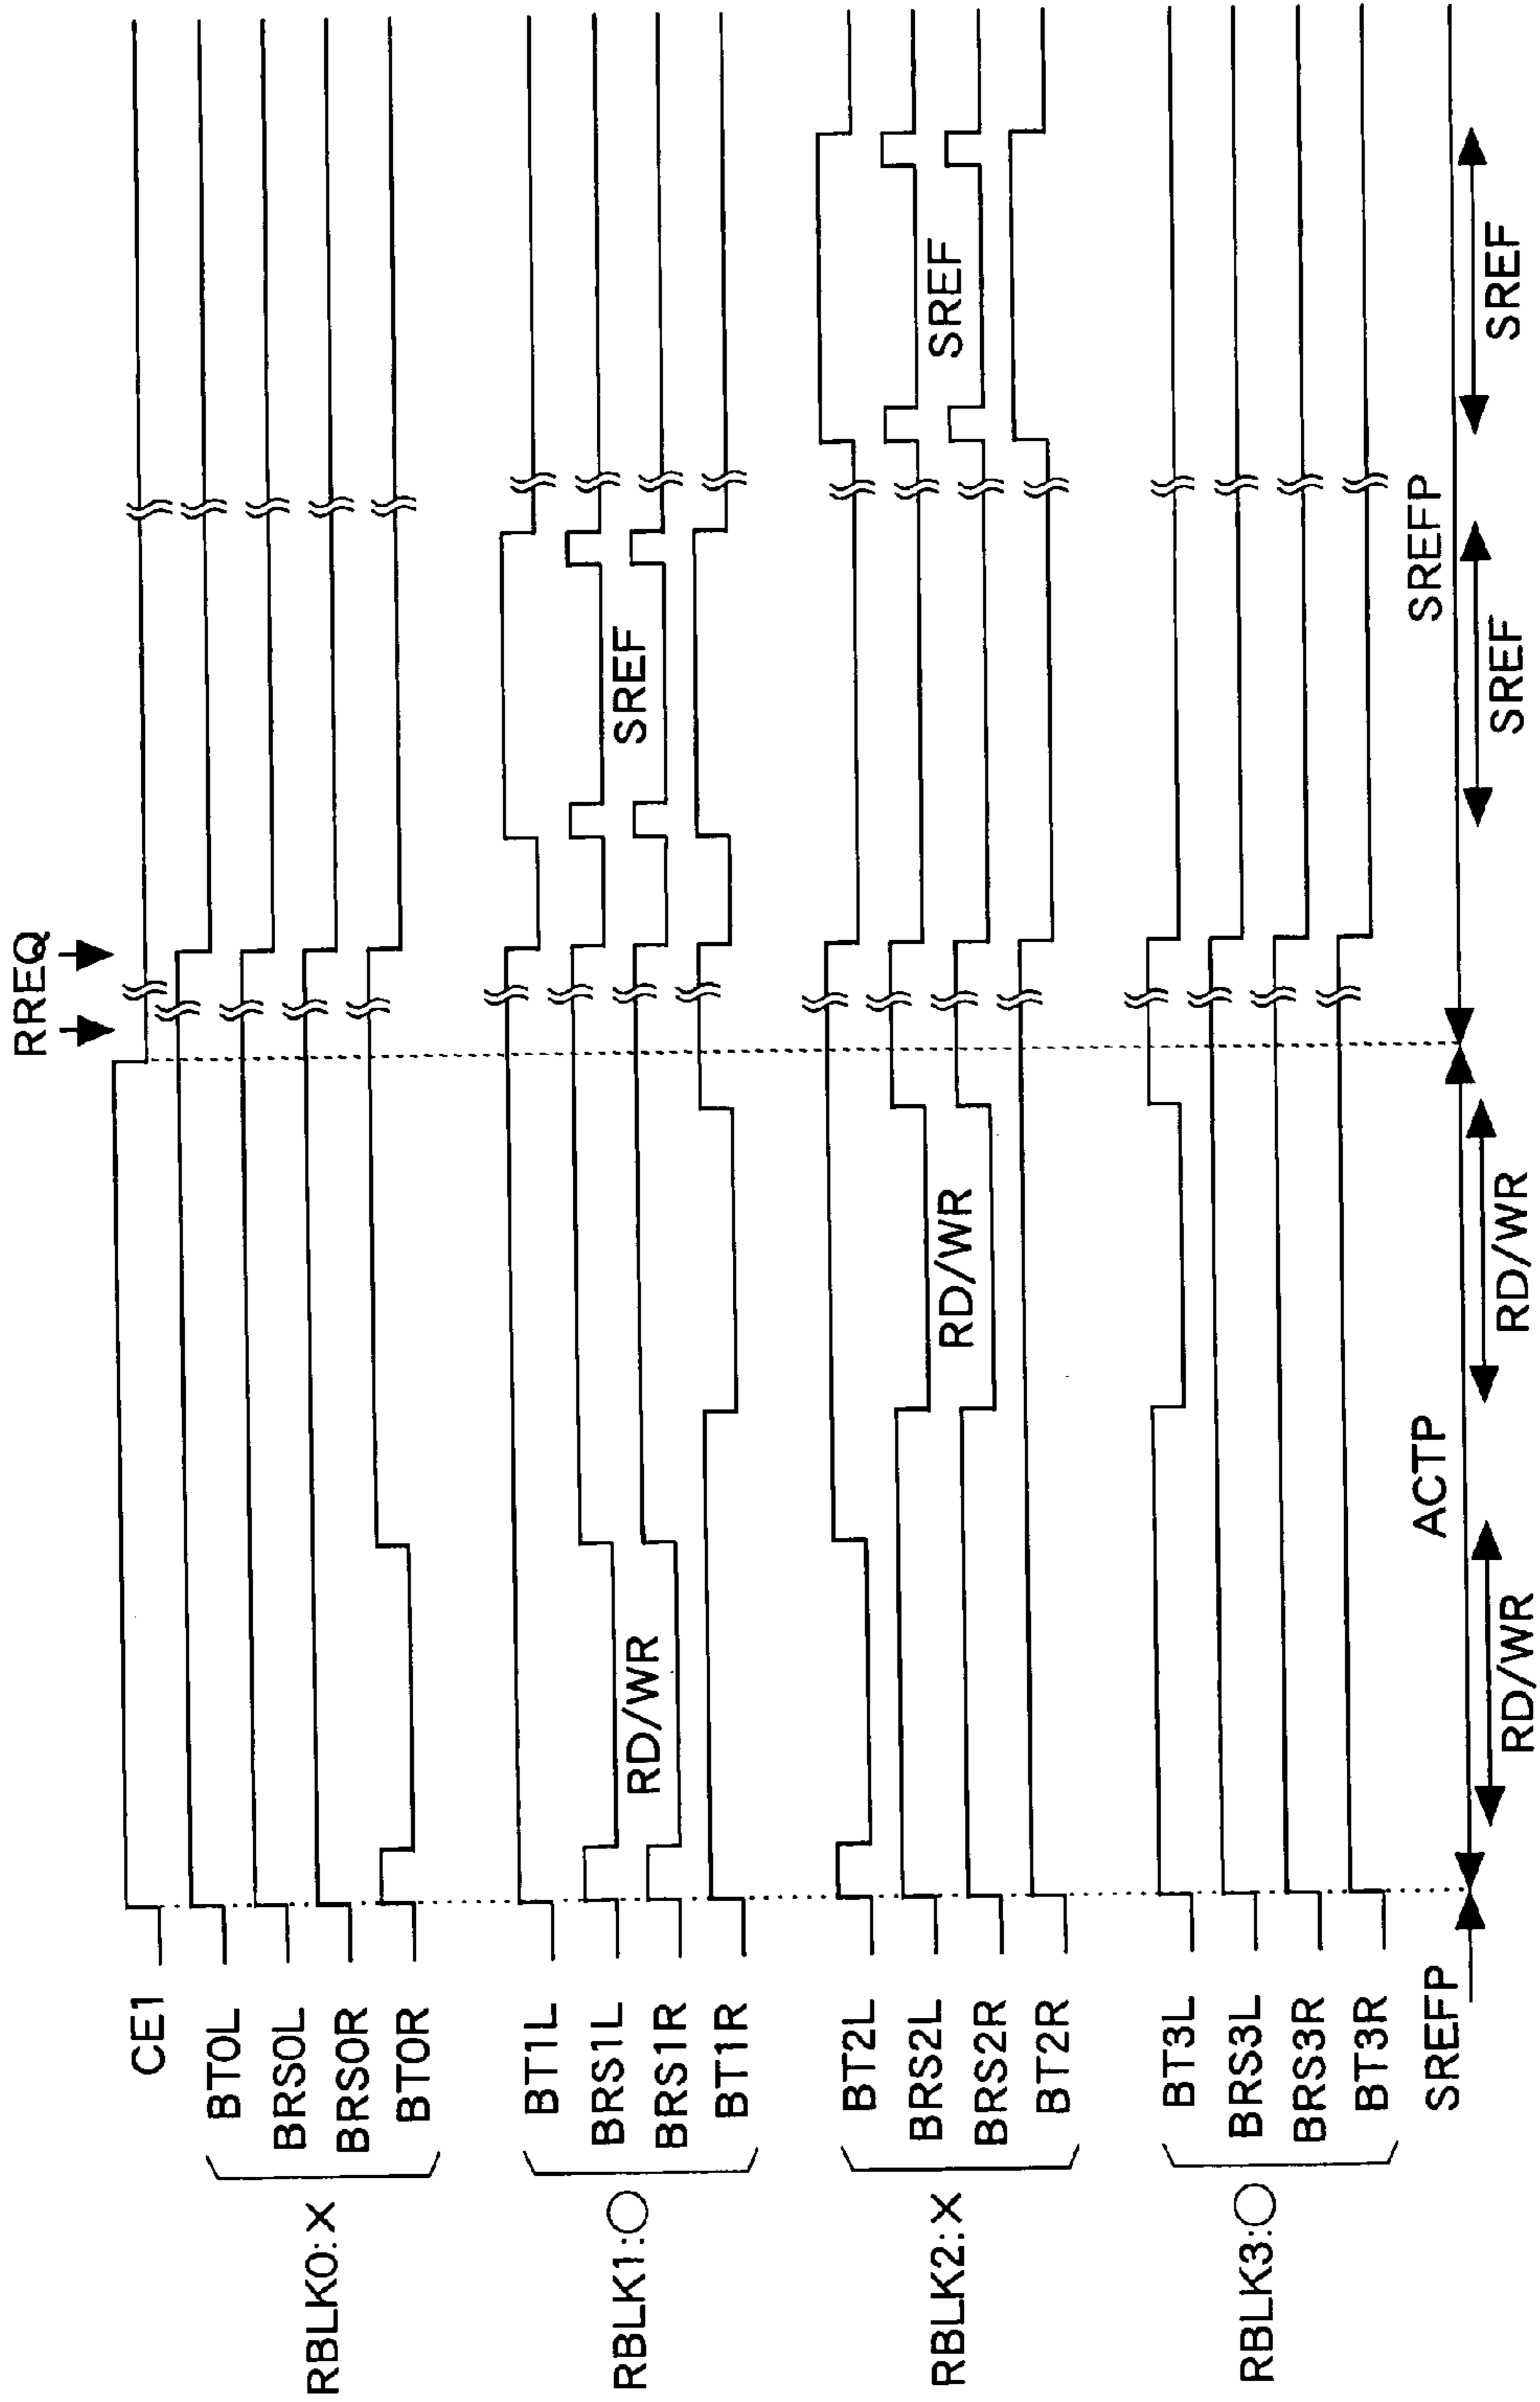 RREQ
CE1
RBLK0:X
BT0L
BRS0L
BRS0R
BT0R
RBLK1:○
BT1L
BRS1L
BRS1R
BT1R
RD/WR
SREF
RBLK2:X
BT2L
BRS2L
BRS2R
BT2R
RD/WR
SREF
RBLK3:○
BT3L
BRS3L
BRS3R
BT3R
SREFP
ACTP
SREFP
RD/WR
RD/WR
SREF
SREF